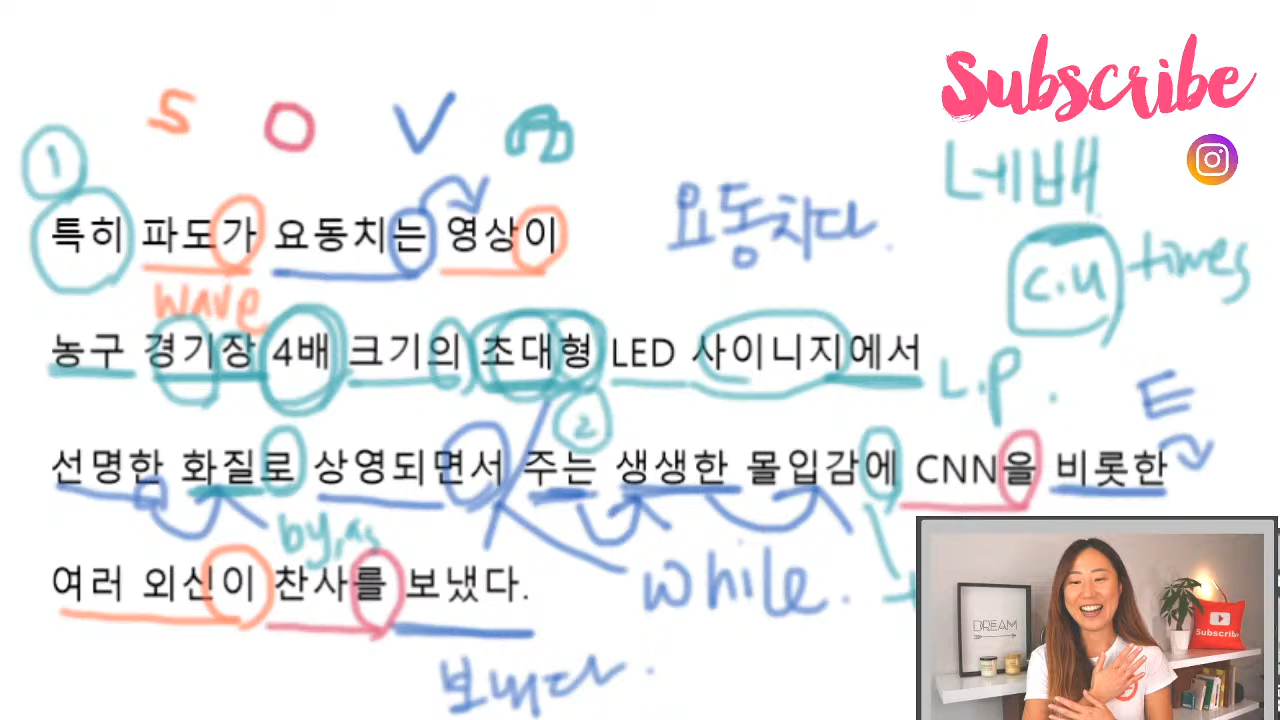 Subscribe
S O V
1
네배
특히 파도가 요동치는 영상이
요동치다.
wave
C.U times
농구 경기장 4배 크기의 초대형 LED 사이니지에서
L.P.
2
E
선명한 화질로 상영되면서 주는 생생한 몰입감에 CNN을 비롯한
by, as
while.
여러 외신이 찬사를 보냈다.
보내다.
DREAM
Subscribe